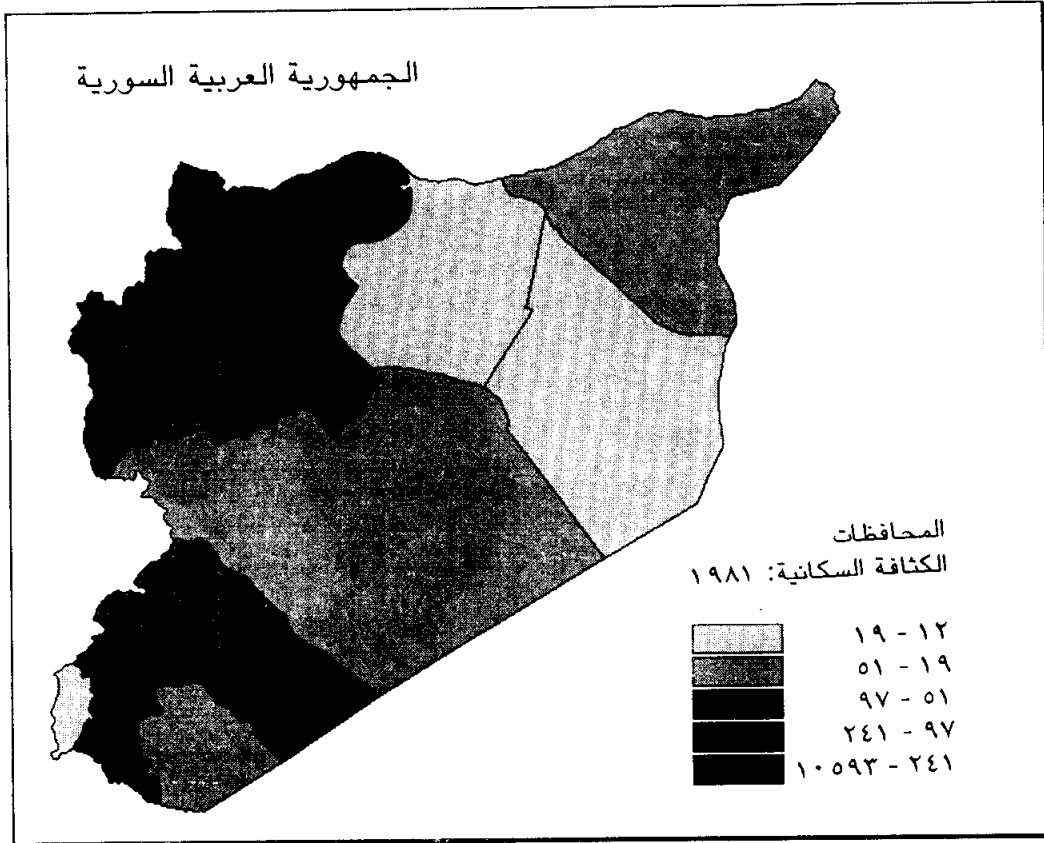 الجمهورية العربية السورية
المحافظات
الكثافة السكانية: ١٩٨١
١٢ - ١٩
١٩ - ٥١
٥١ - ٩٧
٩٧ - ٢٤١
٢٤١ - ١٠٥٩٣